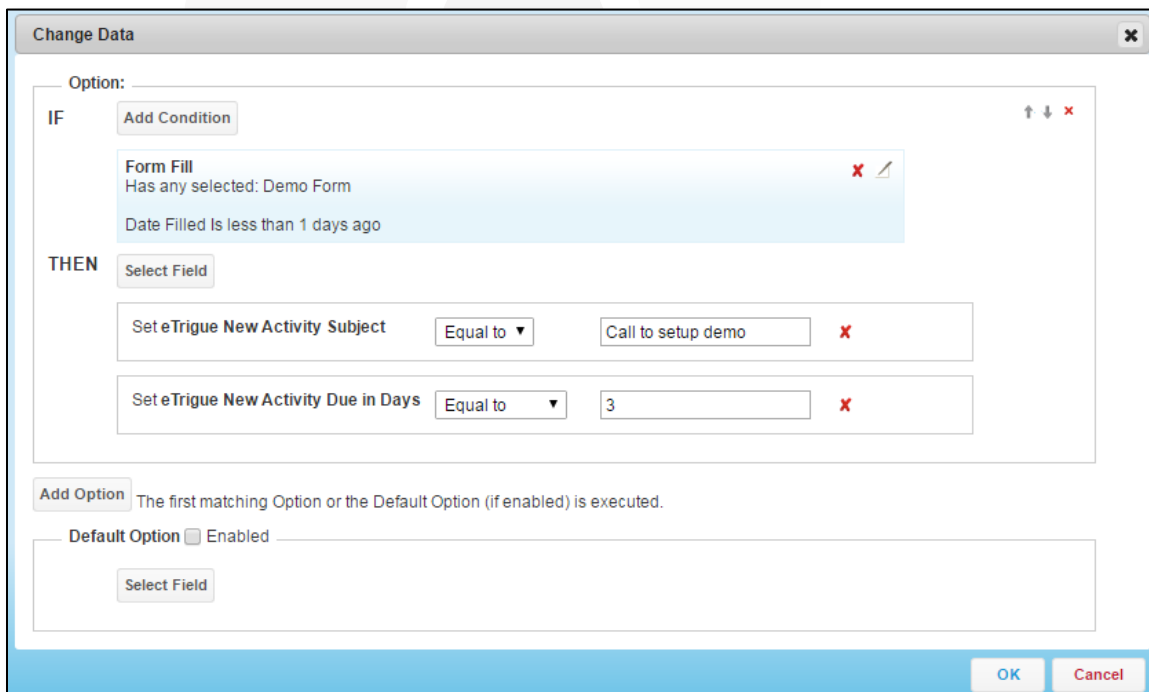 Change Data
Option:
IF Add Condition
Form Fill
Has any selected: Demo Form
Date Filled Is less than 1 days ago
THEN Select Field
Set eTrigue New Activity Subject Equal to Call to setup demo
Set eTrigue New Activity Due in Days Equal to 3
Add Option The first matching Option or the Default Option (if enabled) is executed.
Default Option Enabled
Select Field
OK Cancel